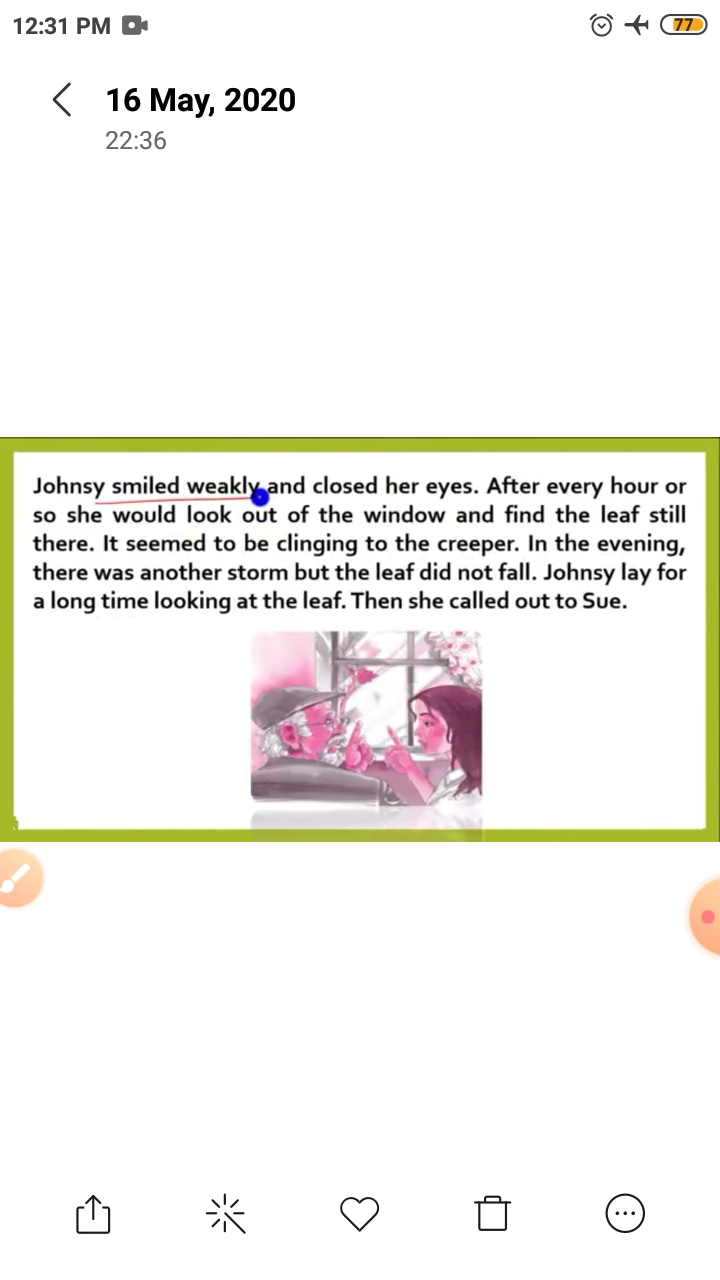 12:31 PM
77
16 May, 2020
22:36
Johnsy smiled weakly and closed her eyes. After every hour or
so she would look out of the window and find the leaf still
there. It seemed to be clinging to the creeper. In the evening,
there was another storm but the leaf did not fall. Johnsy lay for
a long time looking at the leaf. Then she called out to Sue.